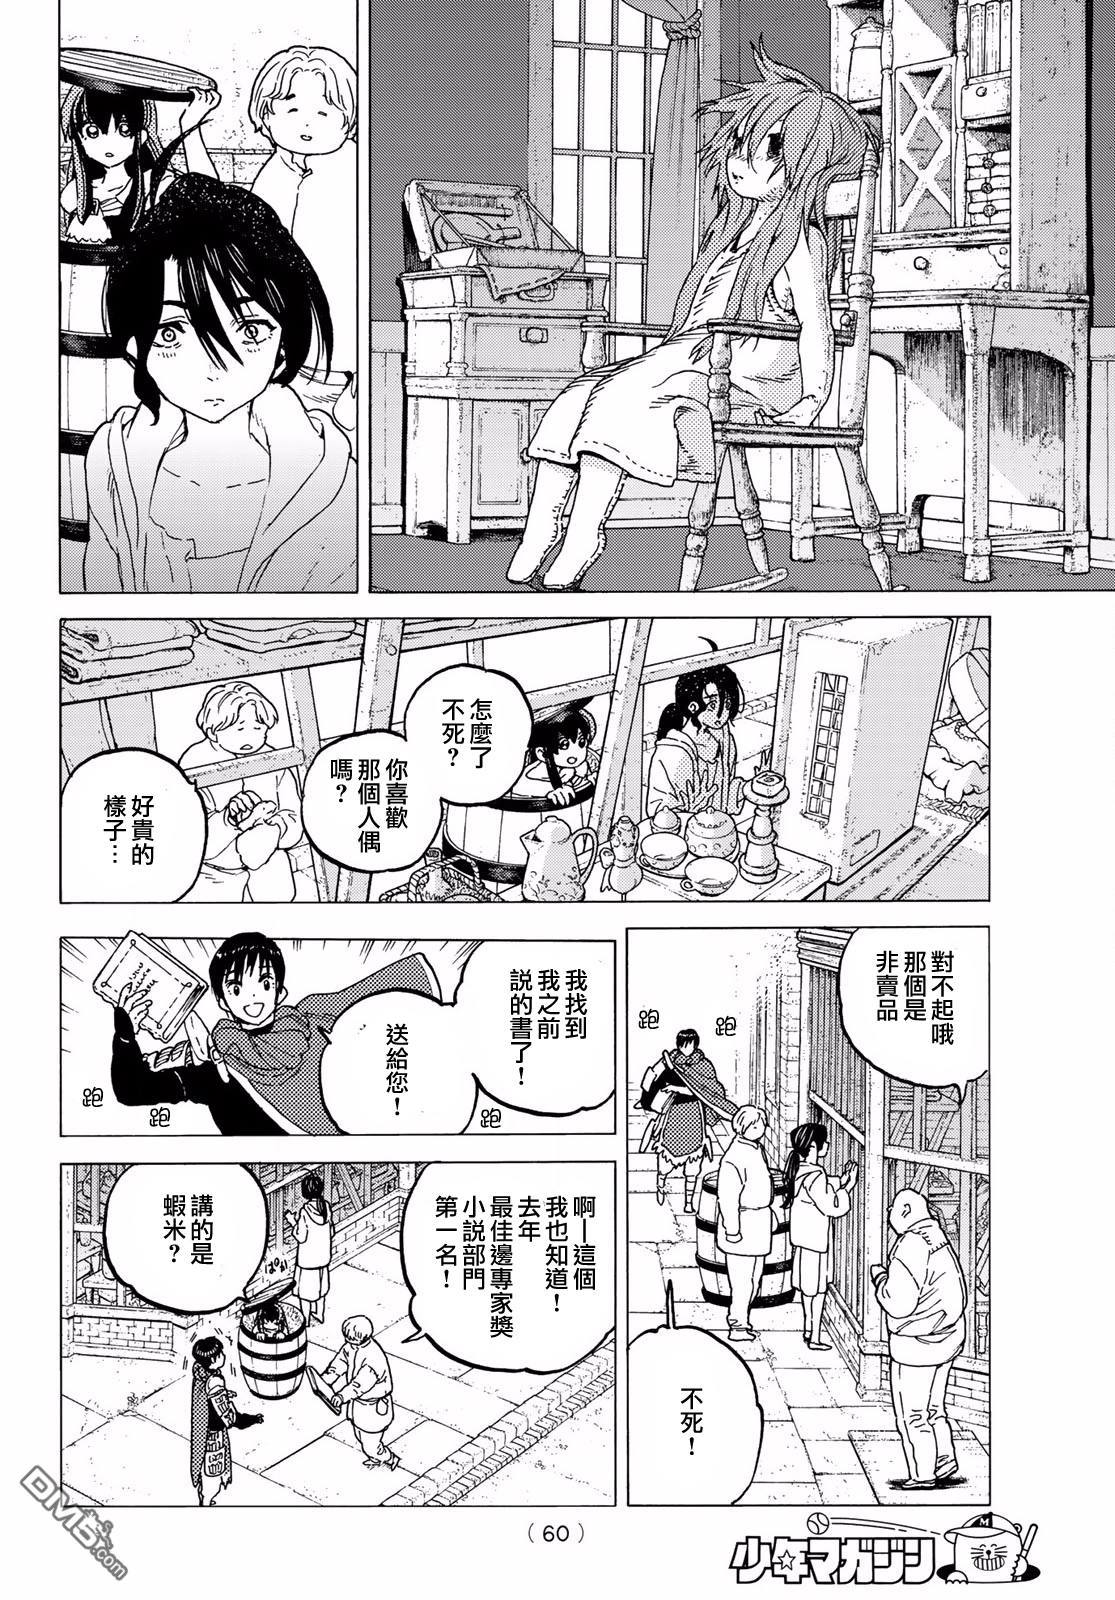 怎麼了
不死?
你喜歡
那個人偶
嗎?
好貴的
樣子…
對不起哦
那個是
非賣品
跑
跑
不死!
我找到
我之前
說的書了!
送給您!
跑
跑
跑
啊—這個
我也知道!
去年
最佳邊專家獎
小說部門
第一名!
講的是
蝦米?
(60)
少年マガジン
M
DM5.com